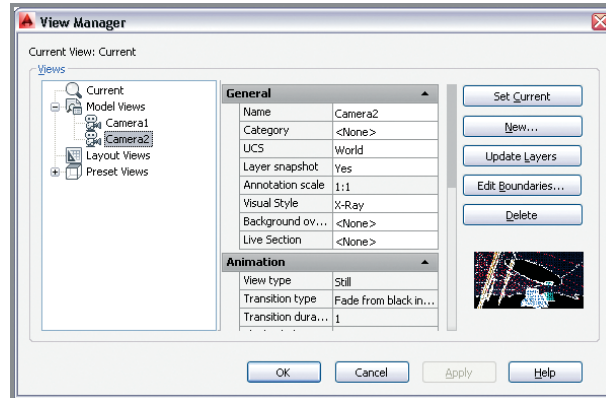 View Manager
Current View: Current
Views
Current
Model Views
Camera1
Camera2
Layout Views
Preset Views
General
Name Camera2
Category <None>
UCS World
Layer snapshot Yes
Annotation scale 1:1
Visual Style X-Ray
Background ov... <None>
Live Section <None>
Animation
View type Still
Transition type Fade from black in...
Transition dura... 1
Set Current
New...
Update Layers
Edit Boundaries...
Delete
OK Cancel Apply Help